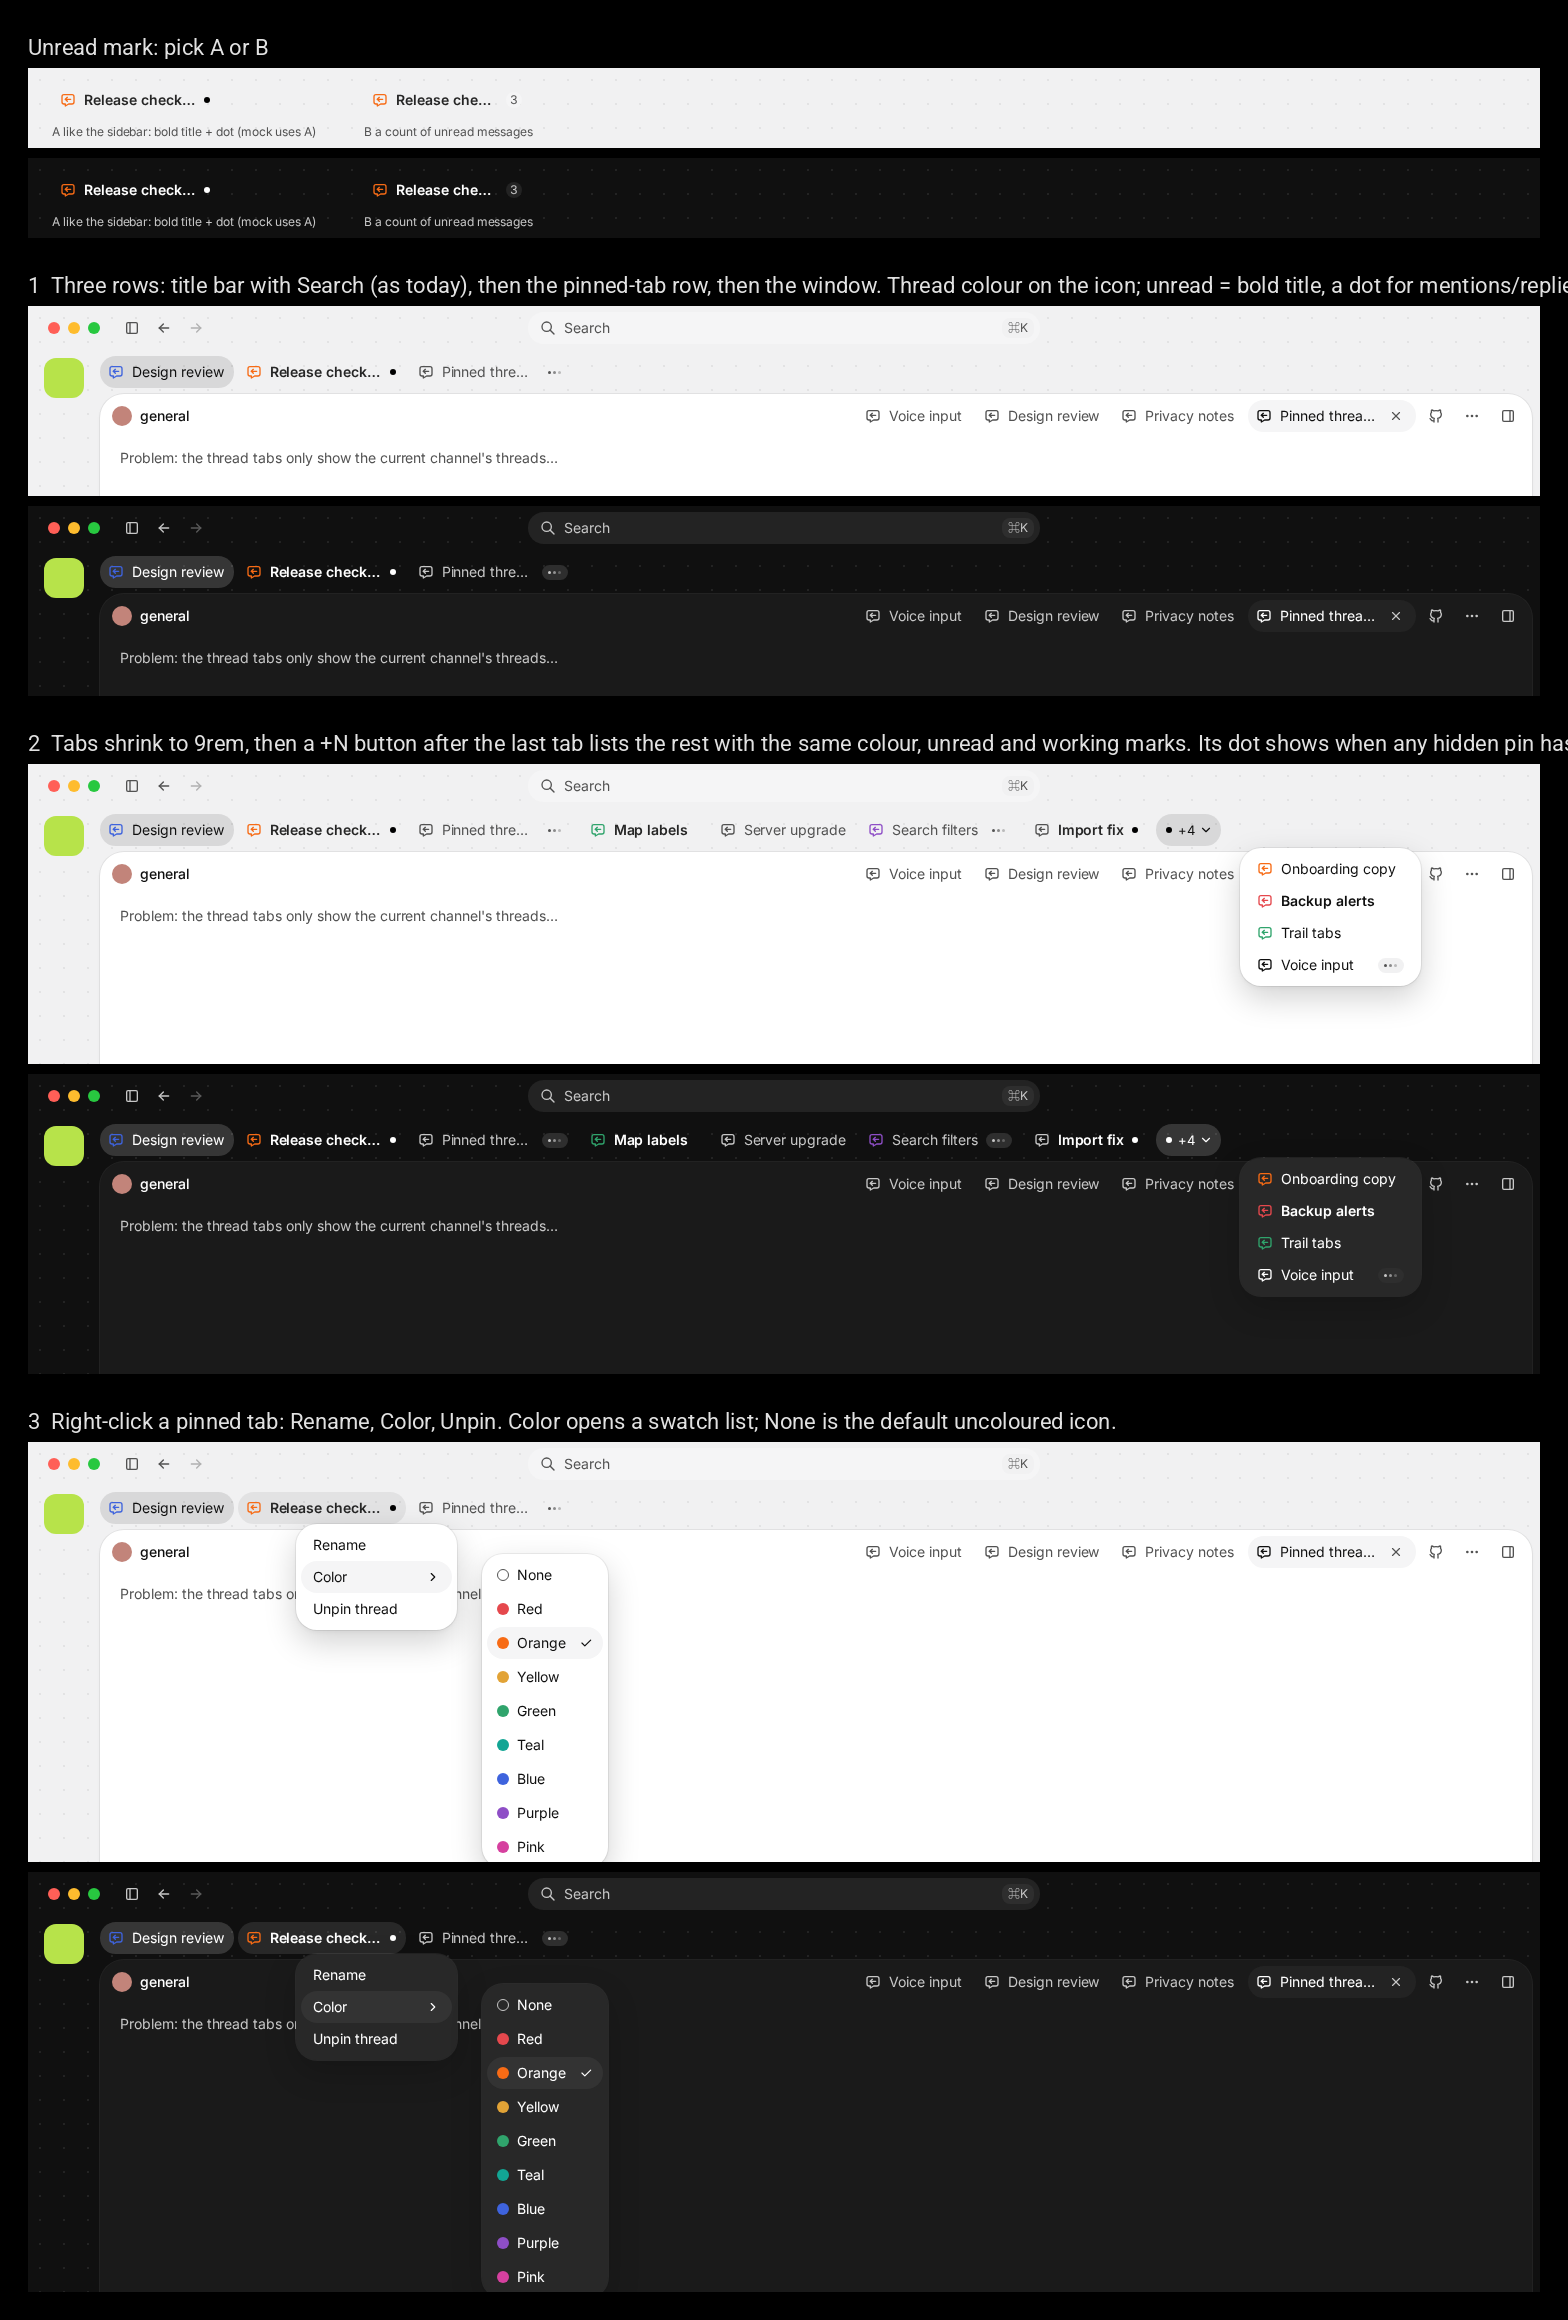 Unread mark: pick A or B
Release check...
Release che... 3
A like the sidebar: bold title + dot (mock uses A)
B a count of unread messages
Release check...
Release che... 3
A like the sidebar: bold title + dot (mock uses A)
B a count of unread messages
1 Three rows: title bar with Search (as today), then the pinned-tab row, then the window. Thread colour on the icon; unread = bold title, a dot for mentions/replie
Search ⌘K
Design review Release check... Pinned thre...
general Voice input Design review Privacy notes Pinned threa...
Problem: the thread tabs only show the current channel's threads...
Search ⌘K
Design review Release check... Pinned thre...
general Voice input Design review Privacy notes Pinned threa...
Problem: the thread tabs only show the current channel's threads...
2 Tabs shrink to 9rem, then a +N button after the last tab lists the rest with the same colour, unread and working marks. Its dot shows when any hidden pin has
Search ⌘K
Design review Release check... Pinned thre... Map labels Server upgrade Search filters Import fix +4
general Voice input Design review Privacy notes
Problem: the thread tabs only show the current channel's threads...
Onboarding copy
Backup alerts
Trail tabs
Voice input
Search ⌘K
Design review Release check... Pinned thre... Map labels Server upgrade Search filters Import fix +4
general Voice input Design review Privacy notes
Problem: the thread tabs only show the current channel's threads...
Onboarding copy
Backup alerts
Trail tabs
Voice input
3 Right-click a pinned tab: Rename, Color, Unpin. Color opens a swatch list; None is the default uncoloured icon.
Search ⌘K
Design review Release check... Pinned thre...
general Voice input Design review Privacy notes Pinned threa...
Problem: the thread tabs
Rename
Color
Unpin thread
None
Red
Orange
Yellow
Green
Teal
Blue
Purple
Pink
Search ⌘K
Design review Release check... Pinned thre...
general Voice input Design review Privacy notes Pinned threa...
Problem: the thread tabs
Rename
Color
Unpin thread
None
Red
Orange
Yellow
Green
Teal
Blue
Purple
Pink